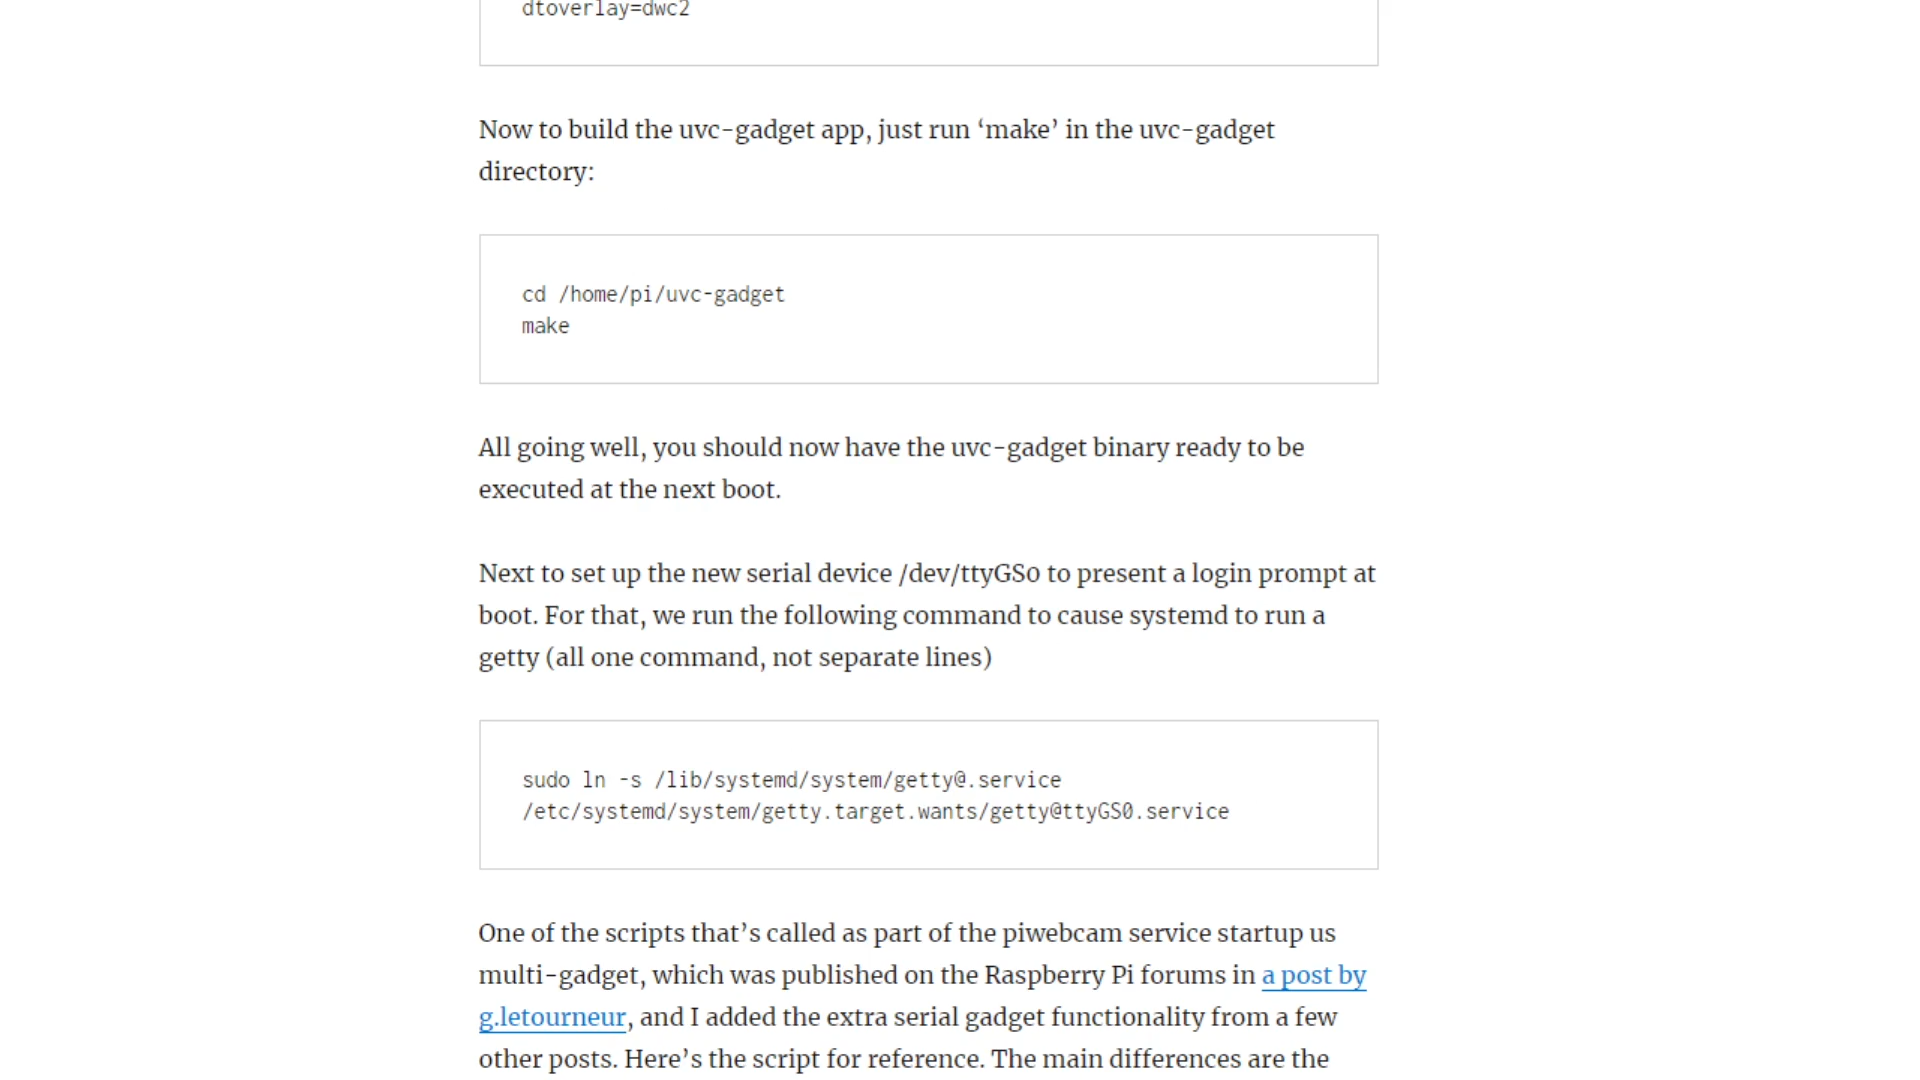 dtoverlay=dwc2
Now to build the uvc-gadget app, just run ‘make’ in the uvc-gadget
directory:
cd /home/pi/uvc-gadget
make
All going well, you should now have the uvc-gadget binary ready to be
executed at the next boot.
Next to set up the new serial device /dev/ttyGS0 to present a login prompt at
boot. For that, we run the following command to cause systemd to run a
getty (all one command, not separate lines)
sudo ln -s /lib/systemd/system/getty@.service
/etc/systemd/system/getty.target.wants/getty@ttyGS0.service
One of the scripts that’s called as part of the piwebcam service startup us
multi-gadget, which was published on the Raspberry Pi forums in a post by
g.letourneur, and I added the extra serial gadget functionality from a few
other posts. Here’s the script for reference. The main differences are the